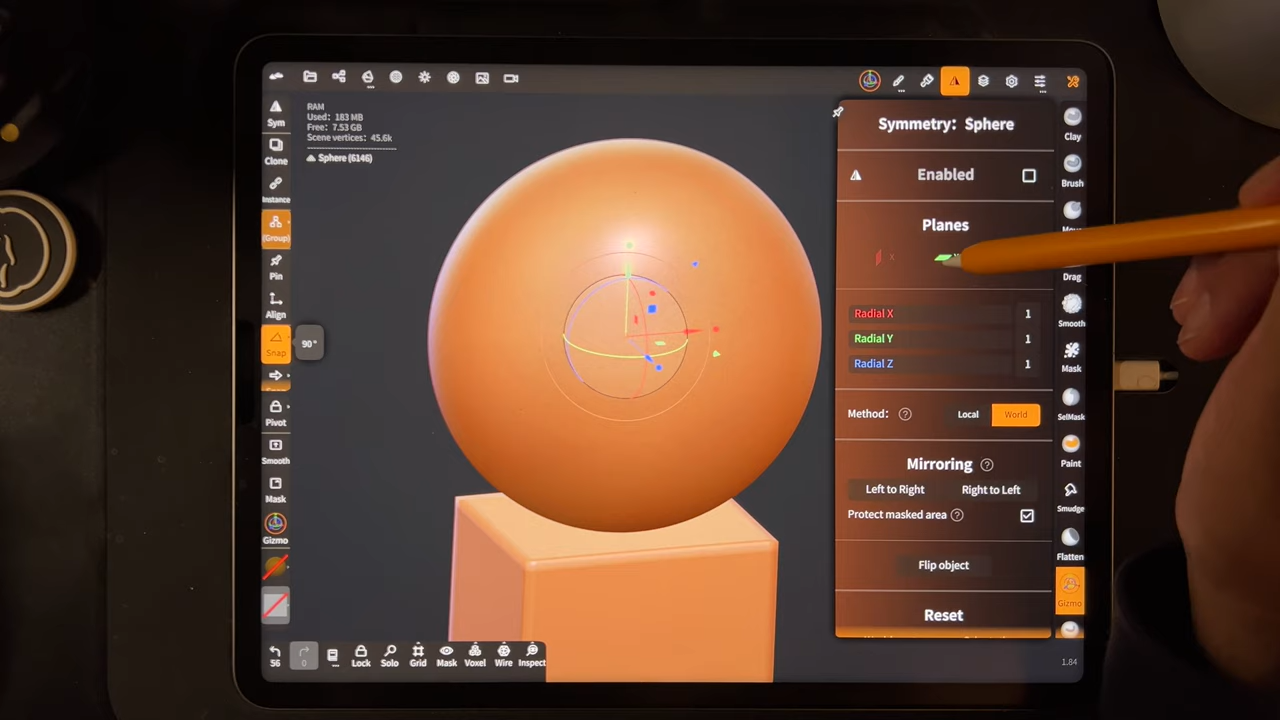 RAM
Used: 183 MB
Free: 7.53 GB
Scene vertices: 45.6k
Sphere (6146)
Sym
Clone
Instance
(Group)
Pin
Align
Snap
90°
Pivot
Smooth
Mask
Gizmo
56
0
Lock
Solo
Grid
Mask
Voxel
Wire
Inspect
Symmetry: Sphere
Enabled
Planes
X
Radial X 1
Radial Y 1
Radial Z 1
Method: ? Local World
Mirroring ?
Left to Right Right to Left
Protect masked area ?
Flip object
Reset
Clay
Brush
Drag
Smooth
Mask
SelMask
Paint
Smudge
Flatten
Gizmo
1.84